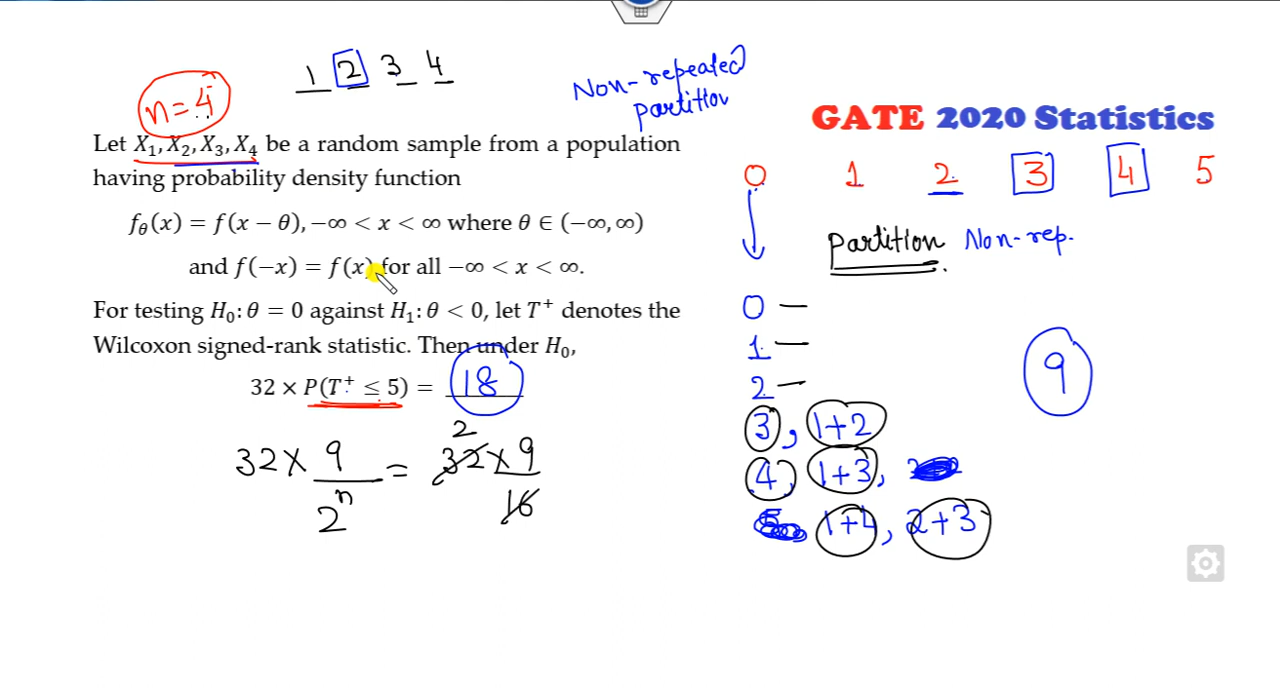 1 2 3 4
n=4
Non-repeated
partition
GATE 2020 Statistics
Let X₁, X₂, X₃, X₄ be a random sample from a population
having probability density function
f_θ(x) = f(x − θ), −∞ < x < ∞ where θ ∈ (−∞, ∞)
and f(−x) = f(x) for all −∞ < x < ∞.
For testing H₀: θ = 0 against H₁: θ < 0, let T⁺ denotes the
Wilcoxon signed-rank statistic. Then under H₀,
32 × P(T⁺ ≤ 5) = 18
32 × 9/2ⁿ = 32 × 9/16
2
0 1 2 3 4 5
Partition Non-rep.
0 —
1 —
2 —
3, 1+2
4, 1+3,
1+4, 2+3
9